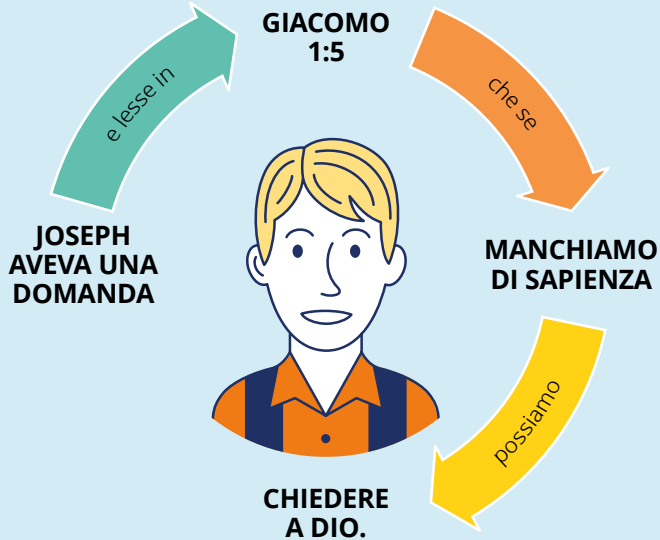 JOSEPH
AVEVA UNA
DOMANDA
e lesse in
GIACOMO
1:5
che se
MANCHIAMO
DI SAPIENZA
possiamo
CHIEDERE
A DIO.